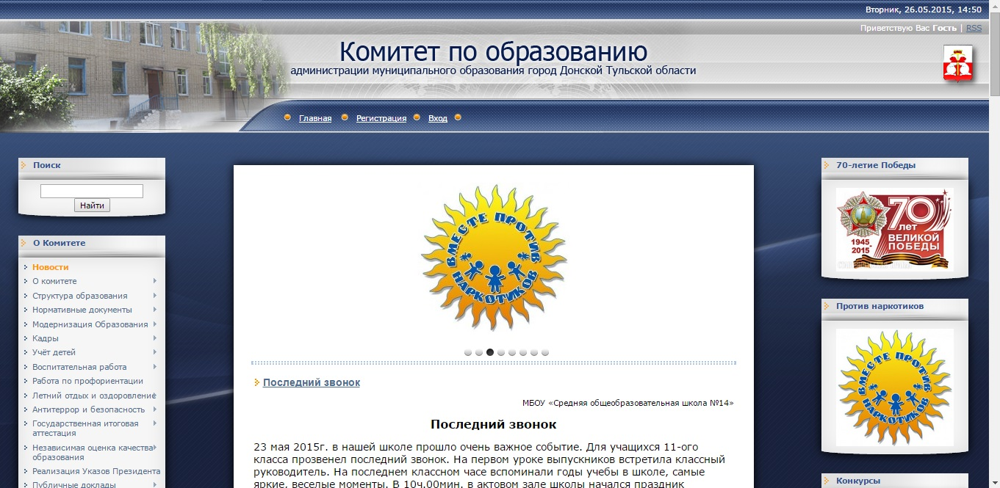 Вторник, 26.05.2015, 14:50
Приветствую Вас Гость | RSS
Комитет по образованию
администрации муниципального образования город Донской Тульской области
Главная Регистрация Вход
Поиск
Найти
О Комитете
Новости
О комитете
Структура образования
Нормативные документы
Модернизация Образования
Кадры
Учёт детей
Воспитательная работа
Работа по профориентации
Летний отдых и оздоровление
Антитеррор и безопасность
Государственная итоговая
аттестация
Независимая оценка качества
образования
Реализация Указов Президента
Публичные доклады
ВМЕСТЕ ПРОТИВ
НАРКОТИКОВ
Последний звонок
МБОУ «Средняя общеобразовательная школа №14»
Последний звонок
23 мая 2015г. в нашей школе прошло очень важное событие. Для учащихся 11-ого
класса прозвенел последний звонок. На первом уроке выпускников встретила классный
руководитель. На последнем классном часе вспоминали годы учебы в школе, самые
яркие, веселые моменты. В 10ч.00мин. в актовом зале школы начался праздник
70-летие Победы
70
лет
1945-
2015
ВЕЛИКОЙ
ПОБЕДЫ
Против наркотиков
ВМЕСТЕ ПРОТИВ
НАРКОТИКОВ
Конкурсы